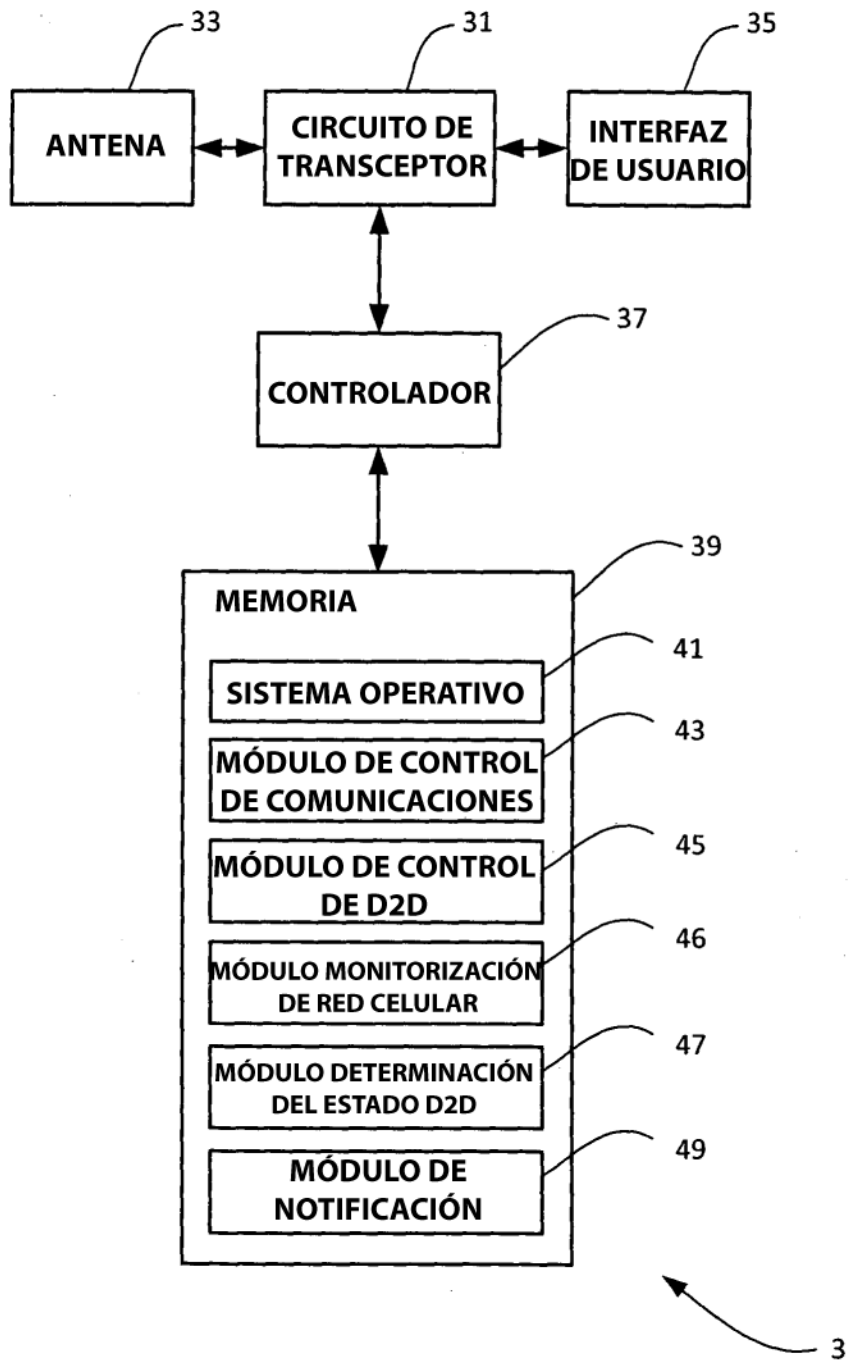 33
31
35
ANTENA
CIRCUITO DE
TRANSCEPTOR
INTERFAZ
DE USUARIO
37
CONTROLADOR
39
MEMORIA
41
SISTEMA OPERATIVO
43
MÓDULO DE CONTROL
DE COMUNICACIONES
45
MÓDULO DE CONTROL
DE D2D
46
MÓDULO MONITORIZACIÓN
DE RED CELULAR
47
MÓDULO DETERMINACIÓN
DEL ESTADO D2D
49
MÓDULO DE
NOTIFICACIÓN
3